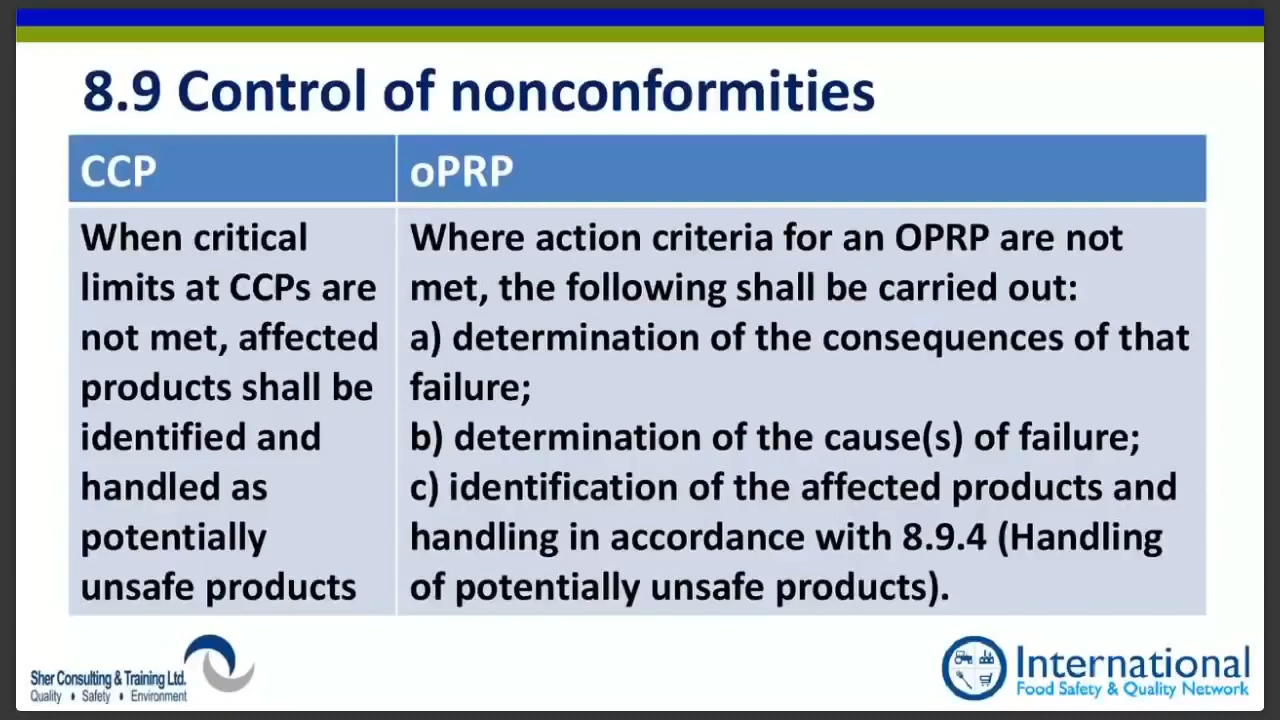 8.9 Control of nonconformities
CCP
oPRP
When critical
limits at CCPs are
not met, affected
products shall be
identified and
handled as
potentially
unsafe products
Where action criteria for an OPRP are not
met, the following shall be carried out:
a) determination of the consequences of that
failure;
b) determination of the cause(s) of failure;
c) identification of the affected products and
handling in accordance with 8.9.4 (Handling
of potentially unsafe products).
Sher Consulting & Training Ltd.
Quality • Safety • Environment
International
Food Safety & Quality Network